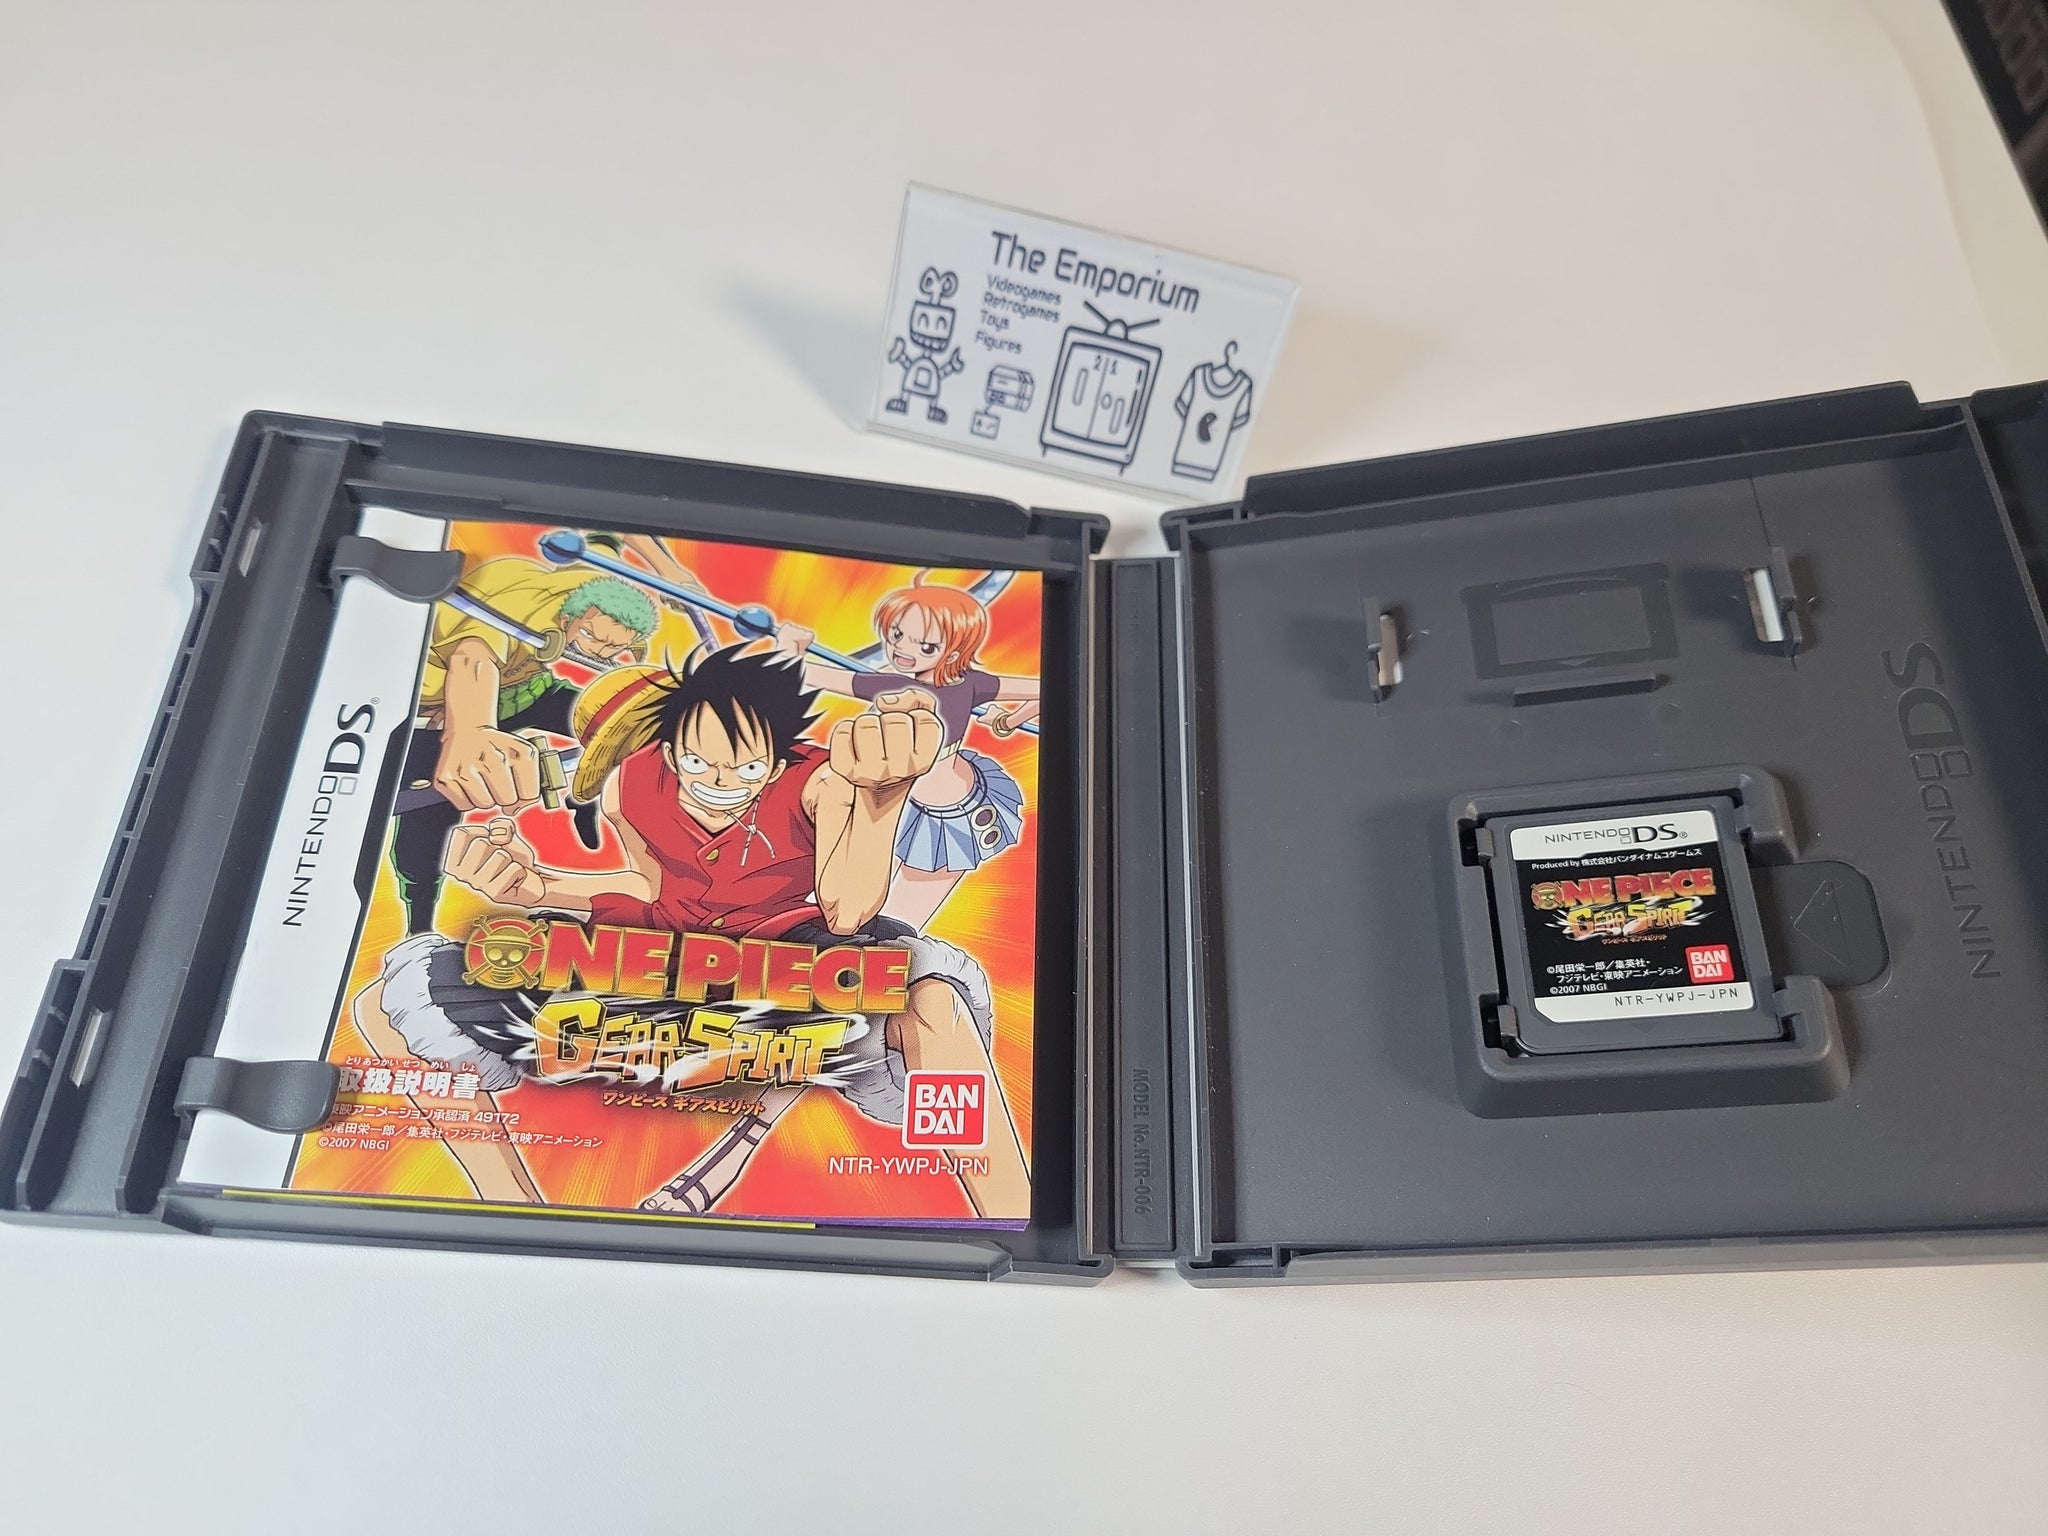 The Emporium
Videogames
Retrogames
Toys
Figures
21
D
NINTENDO DS®
ONE PIECE
GEAR SPIRIT
ワンピース ギアスピリット
とりあつかい せつ めい しょ
取扱説明書
東映アニメーション承認済 49172
©尾田栄一郎/集英社・フジテレビ・東映アニメーション
©2007 NBGI
BAN
DAI
NTR-YWPJ-JPN
MODEL No.NTR-006
NINTENDO DS
NINTENDO DS®
Produced by 株式会社バンダイナムコゲームス
ONE PIECE
GEAR SPIRIT
ワンピース ギアスピリット
©尾田栄一郎/集英社・
フジテレビ・東映アニメーション
©2007 NBGI
BAN
DAI
NTR-YWPJ-JPN